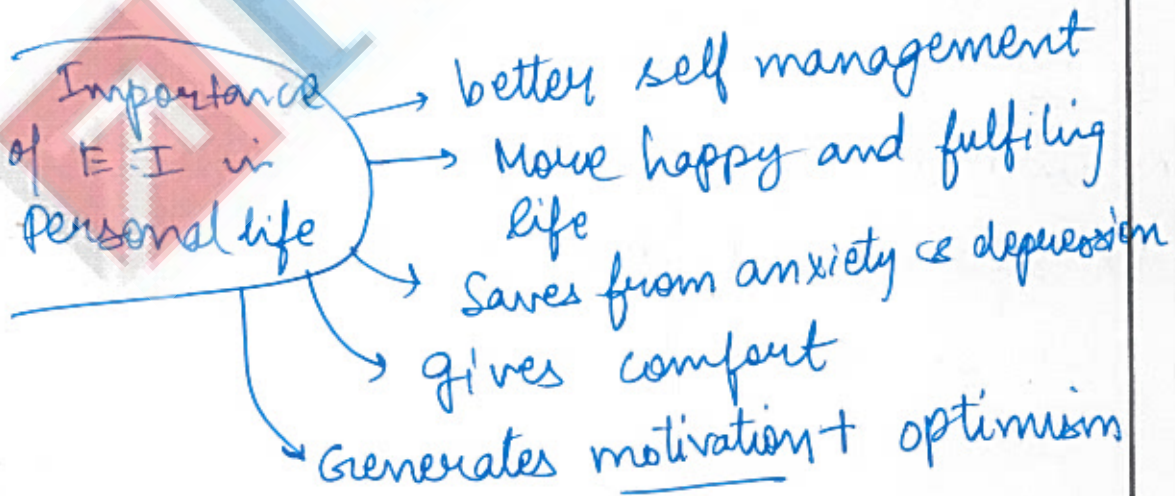 Importance
of E I in
Personal life
better self management
More happy and fulfiling
life
Saves from anxiety & depression
gives comfort
Generates motivation + optimism